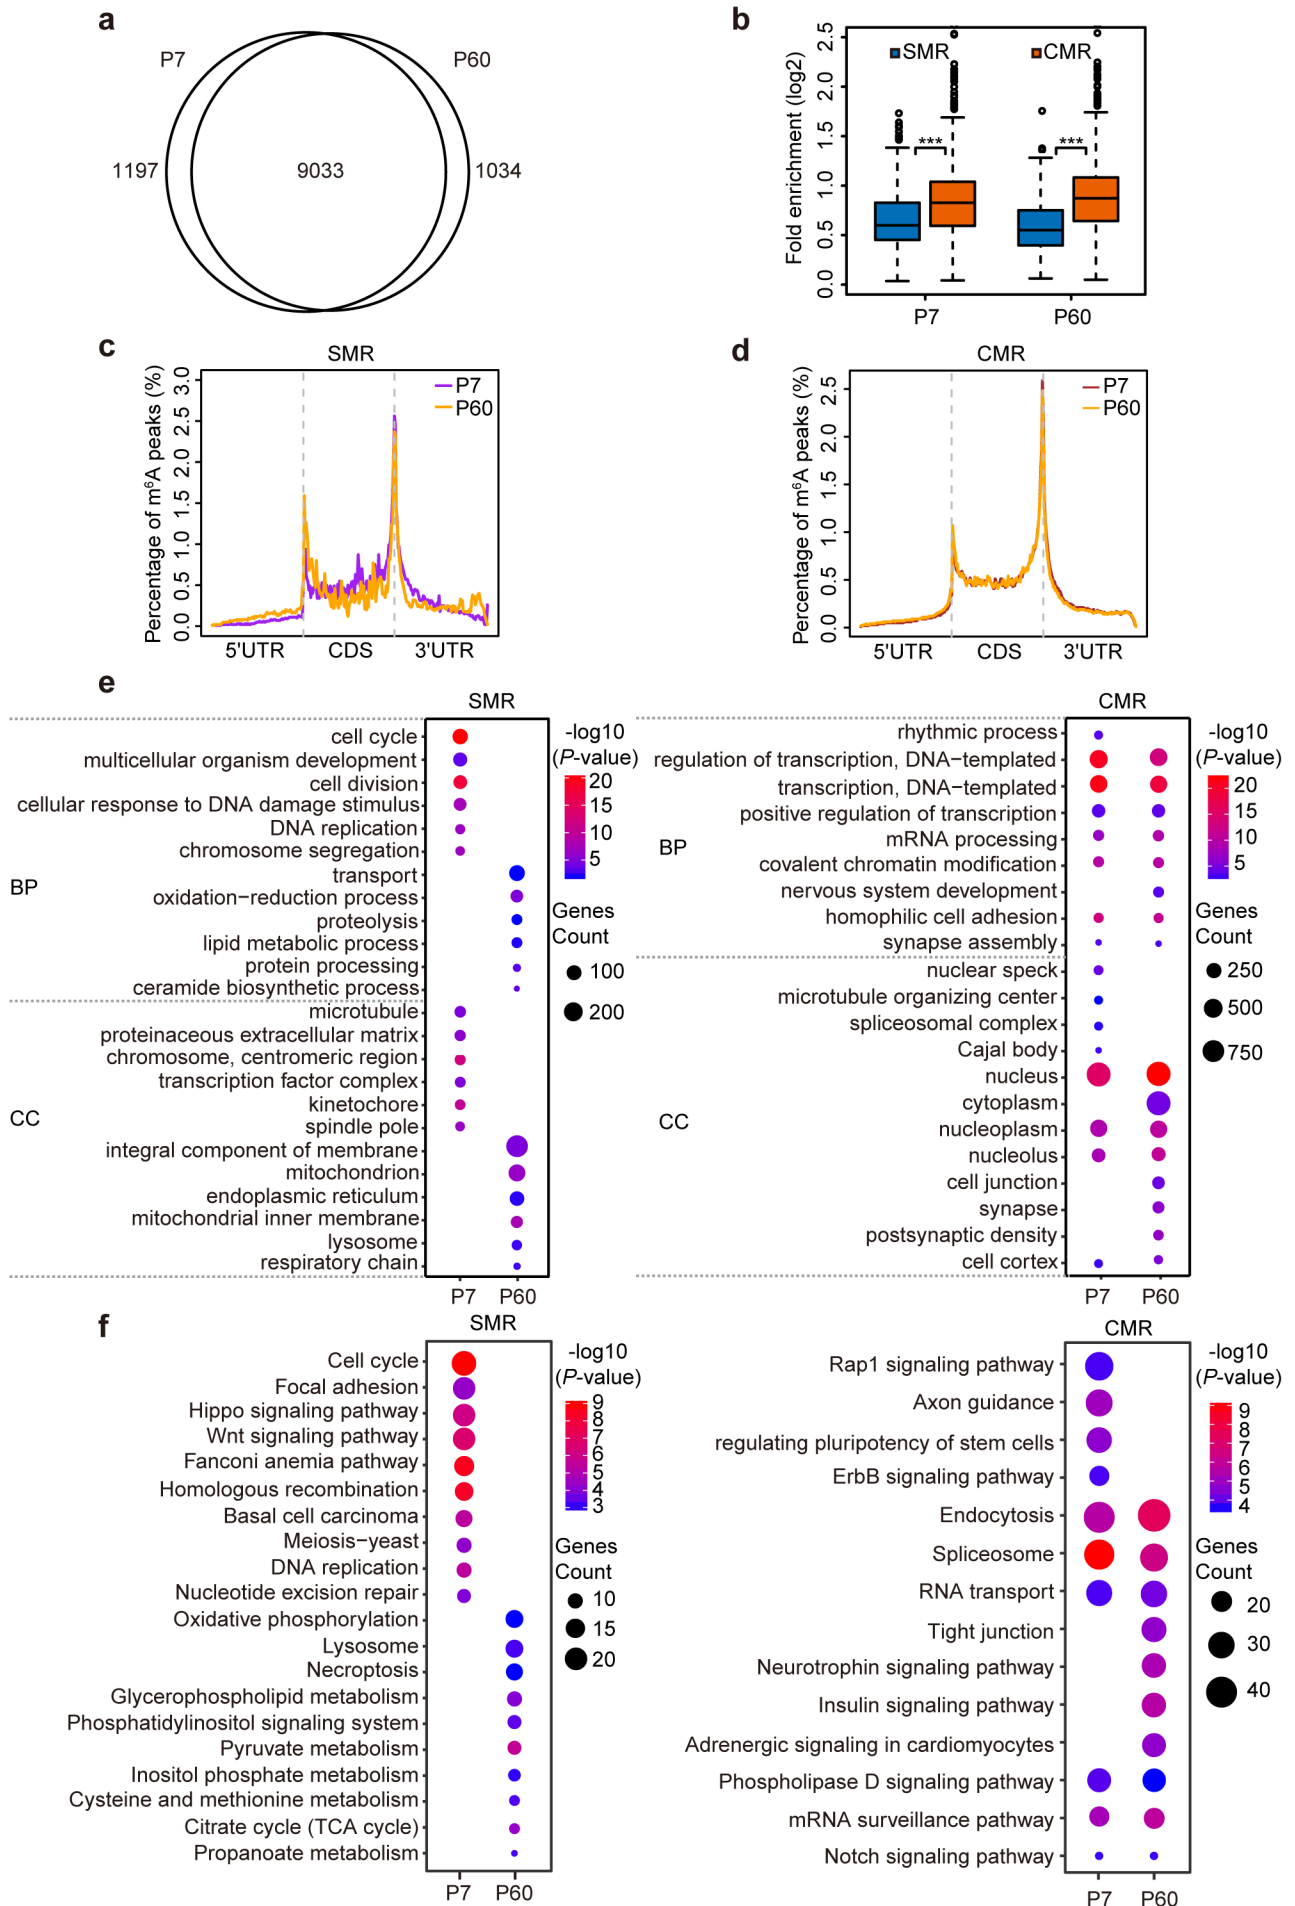 a
P7
P60
1197
9033
1034
b
Fold enrichment (log2)
2.5
2.0
1.5
1.0
0.5
0.0
SMR
CMR
***
***
P7
P60
c
SMR
Percentage of m⁶A peaks (%)
3.0
2.5
2.0
1.5
1.0
0.5
0.0
P7
P60
5'UTR
CDS
3'UTR
d
CMR
Percentage of m⁶A peaks (%)
2.5
2.0
1.5
1.0
0.5
0.0
P7
P60
5'UTR
CDS
3'UTR
e
SMR
BP
cell cycle
multicellular organism development
cell division
cellular response to DNA damage stimulus
DNA replication
chromosome segregation
transport
oxidation−reduction process
proteolysis
lipid metabolic process
protein processing
ceramide biosynthetic process
CC
microtubule
proteinaceous extracellular matrix
chromosome, centromeric region
transcription factor complex
kinetochore
spindle pole
integral component of membrane
mitochondrion
endoplasmic reticulum
mitochondrial inner membrane
lysosome
respiratory chain
P7
P60
-log10
(P-value)
20
15
10
5
Genes
Count
100
200
CMR
BP
rhythmic process
regulation of transcription, DNA−templated
transcription, DNA−templated
positive regulation of transcription
mRNA processing
covalent chromatin modification
nervous system development
homophilic cell adhesion
synapse assembly
CC
nuclear speck
microtubule organizing center
spliceosomal complex
Cajal body
nucleus
cytoplasm
nucleoplasm
nucleolus
cell junction
synapse
postsynaptic density
cell cortex
P7
P60
-log10
(P-value)
20
15
10
5
Genes
Count
250
500
750
f
SMR
Cell cycle
Focal adhesion
Hippo signaling pathway
Wnt signaling pathway
Fanconi anemia pathway
Homologous recombination
Basal cell carcinoma
Meiosis−yeast
DNA replication
Nucleotide excision repair
Oxidative phosphorylation
Lysosome
Necroptosis
Glycerophospholipid metabolism
Phosphatidylinositol signaling system
Pyruvate metabolism
Inositol phosphate metabolism
Cysteine and methionine metabolism
Citrate cycle (TCA cycle)
Propanoate metabolism
P7
P60
-log10
(P-value)
9
8
7
6
5
4
3
Genes
Count
10
15
20
CMR
Rap1 signaling pathway
Axon guidance
regulating pluripotency of stem cells
ErbB signaling pathway
Endocytosis
Spliceosome
RNA transport
Tight junction
Neurotrophin signaling pathway
Insulin signaling pathway
Adrenergic signaling in cardiomyocytes
Phospholipase D signaling pathway
mRNA surveillance pathway
Notch signaling pathway
P7
P60
-log10
(P-value)
9
8
7
6
5
4
Genes
Count
20
30
40